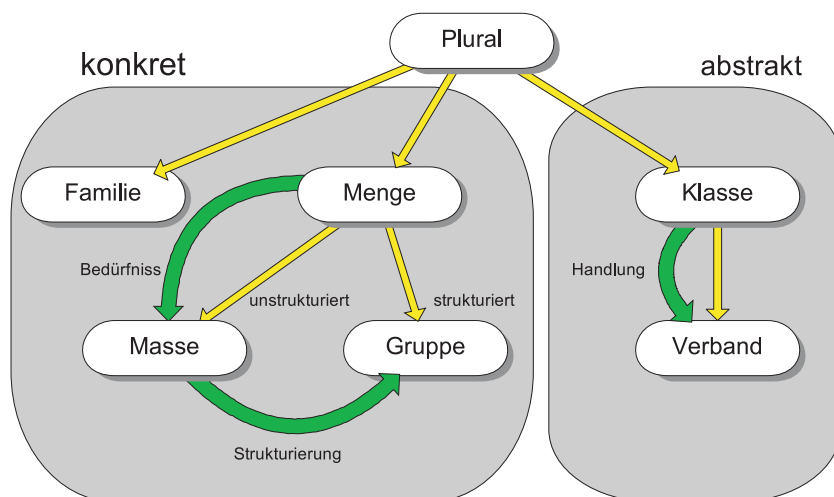 Plural
konkret
abstrakt
Familie
Menge
Klasse
Bedürfniss
Handlung
unstrukturiert
strukturiert
Masse
Gruppe
Verband
Strukturierung